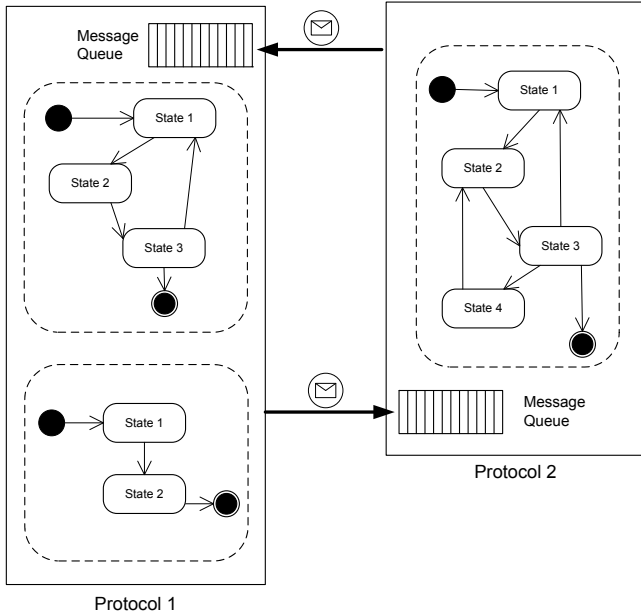 Message
Queue
State 1
State 2
State 3
State 1
State 2
Protocol 1
State 1
State 2
State 3
State 4
Message
Queue
Protocol 2